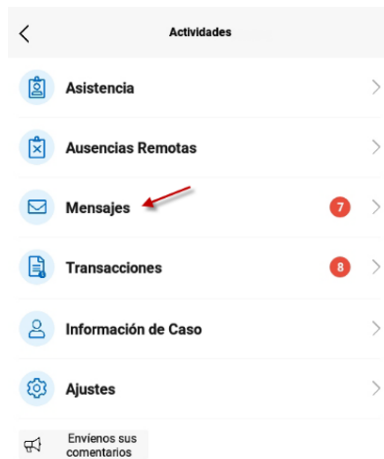 Actividades
Asistencia
Ausencias Remotas
Mensajes 7
Transacciones 8
Información de Caso
Ajustes
Envíenos sus
comentarios